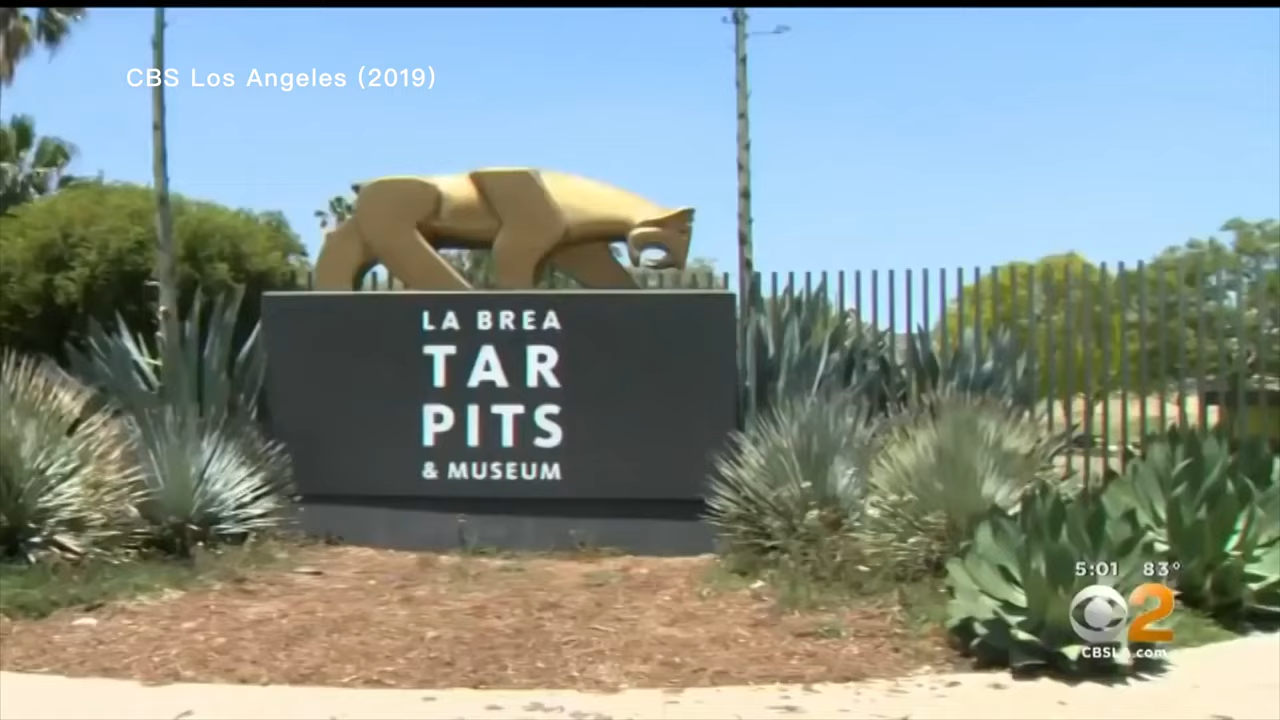 CBS Los Angeles (2019)
LA BREA
TAR
PITS
& MUSEUM
5:01 83°
2
CBSLA.com